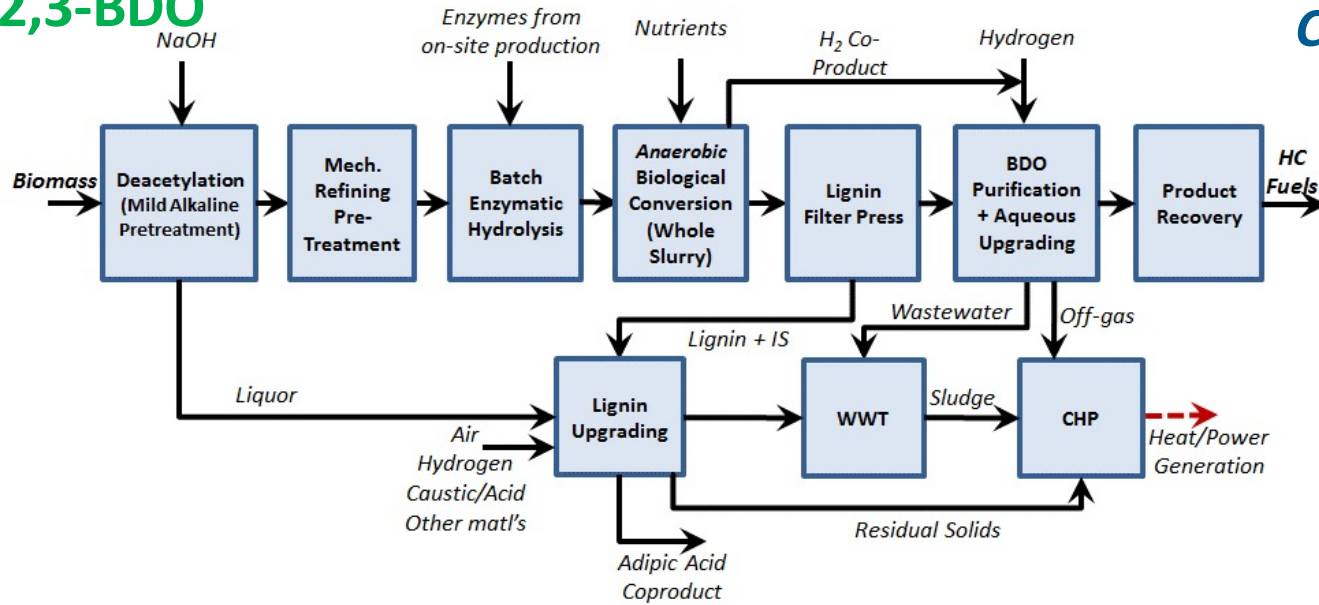 2,3-BDO
C
NaOH
Enzymes from
on-site production
Nutrients
H2 Co-
Product
Hydrogen
Biomass
Deacetylation
(Mild Alkaline
Pretreatment)
Mech.
Refining
Pre-
Treatment
Batch
Enzymatic
Hydrolysis
Anaerobic
Biological
Conversion
(Whole
Slurry)
Lignin
Filter Press
BDO
Purification
+ Aqueous
Upgrading
Product
Recovery
HC
Fuels
Lignin + IS
Wastewater
Off-gas
Liquor
Air
Hydrogen
Caustic/Acid
Other matl's
Lignin
Upgrading
WWT
Sludge
CHP
Heat/Power
Generation
Residual Solids
Adipic Acid
Coproduct